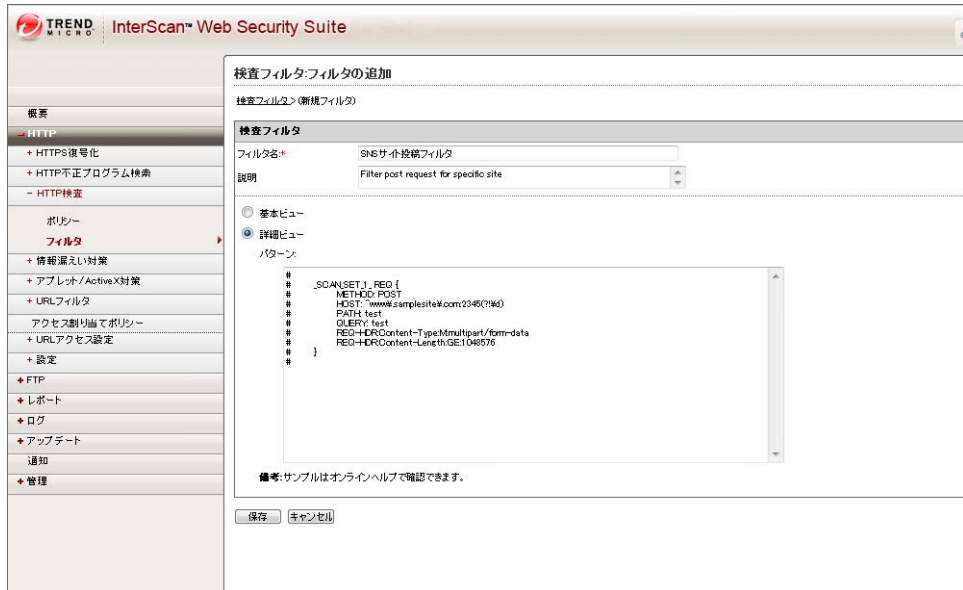 TREND MICRO InterScan™ Web Security Suite
検査フィルタ:フィルタの追加
検査フィルタ>(新規フィルタ)
概要
HTTP
+ HTTPS復号化
+ HTTP不正プログラム検索
- HTTP検査
ポリシー
フィルタ
+ 情報漏えい対策
+ アプレット/ActiveX対策
+ URLフィルタ
アクセス割り当てポリシー
+ URLアクセス設定
+ 設定
+ FTP
+ レポート
+ ログ
+ アップデート
通知
+ 管理
検査フィルタ
フィルタ名:* SNSサイト投稿フィルタ
説明 Filter post request for specific site
基本ビュー
詳細ビュー
パターン:
#
# _SCAN_SET_1_REQ {
# METHOD: POST
# HOST: ^www¥.samplesite¥.com:2345(?!¥d)
# PATH: test
# QUERY: test
# REQ-HDR:Content-Type:M:multipart/form-data
# REQ-HDR:Content-Length:GE:1048576
# }
#
備考:サンプルはオンラインヘルプで確認できます。
保存 キャンセル